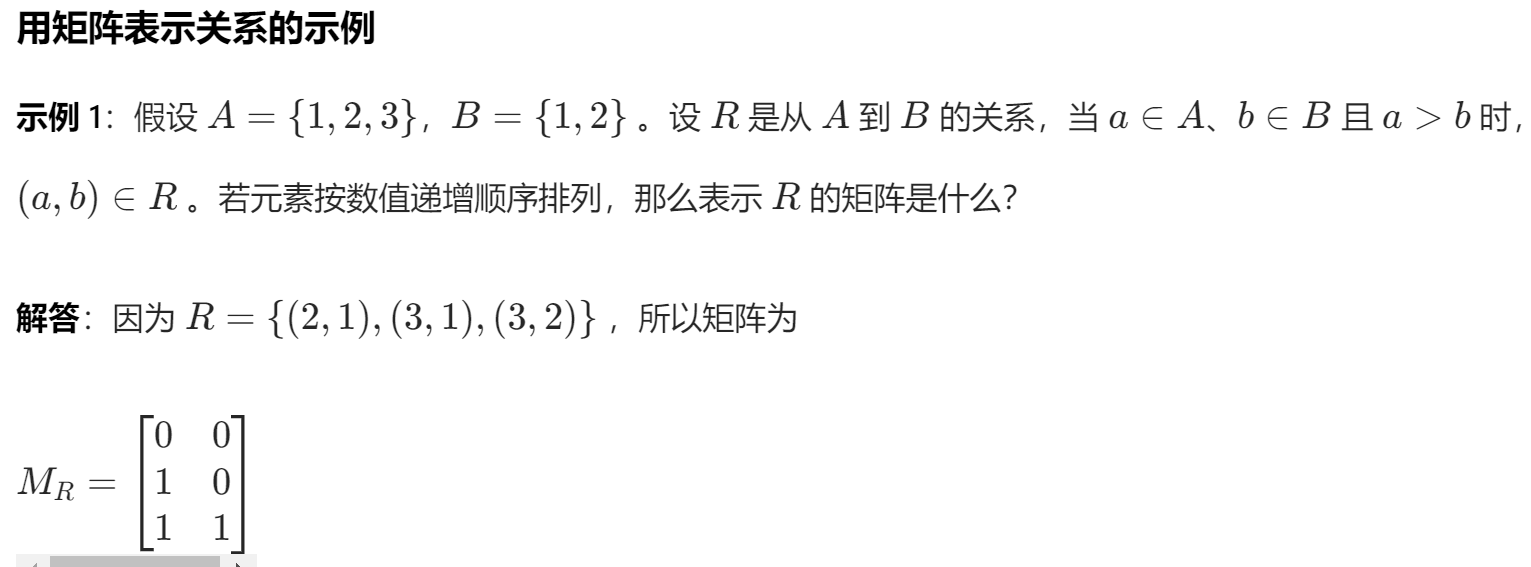 用矩阵表示关系的示例
示例 1：假设 A = {1, 2, 3}，B = {1, 2} 。设 R 是从 A 到 B 的关系，当 a ∈ A、b ∈ B 且 a > b 时，
(a, b) ∈ R 。若元素按数值递增顺序排列，那么表示 R 的矩阵是什么？
解答：因为 R = {(2, 1), (3, 1), (3, 2)} ，所以矩阵为
0 0
M_R = [1 0]
1 1